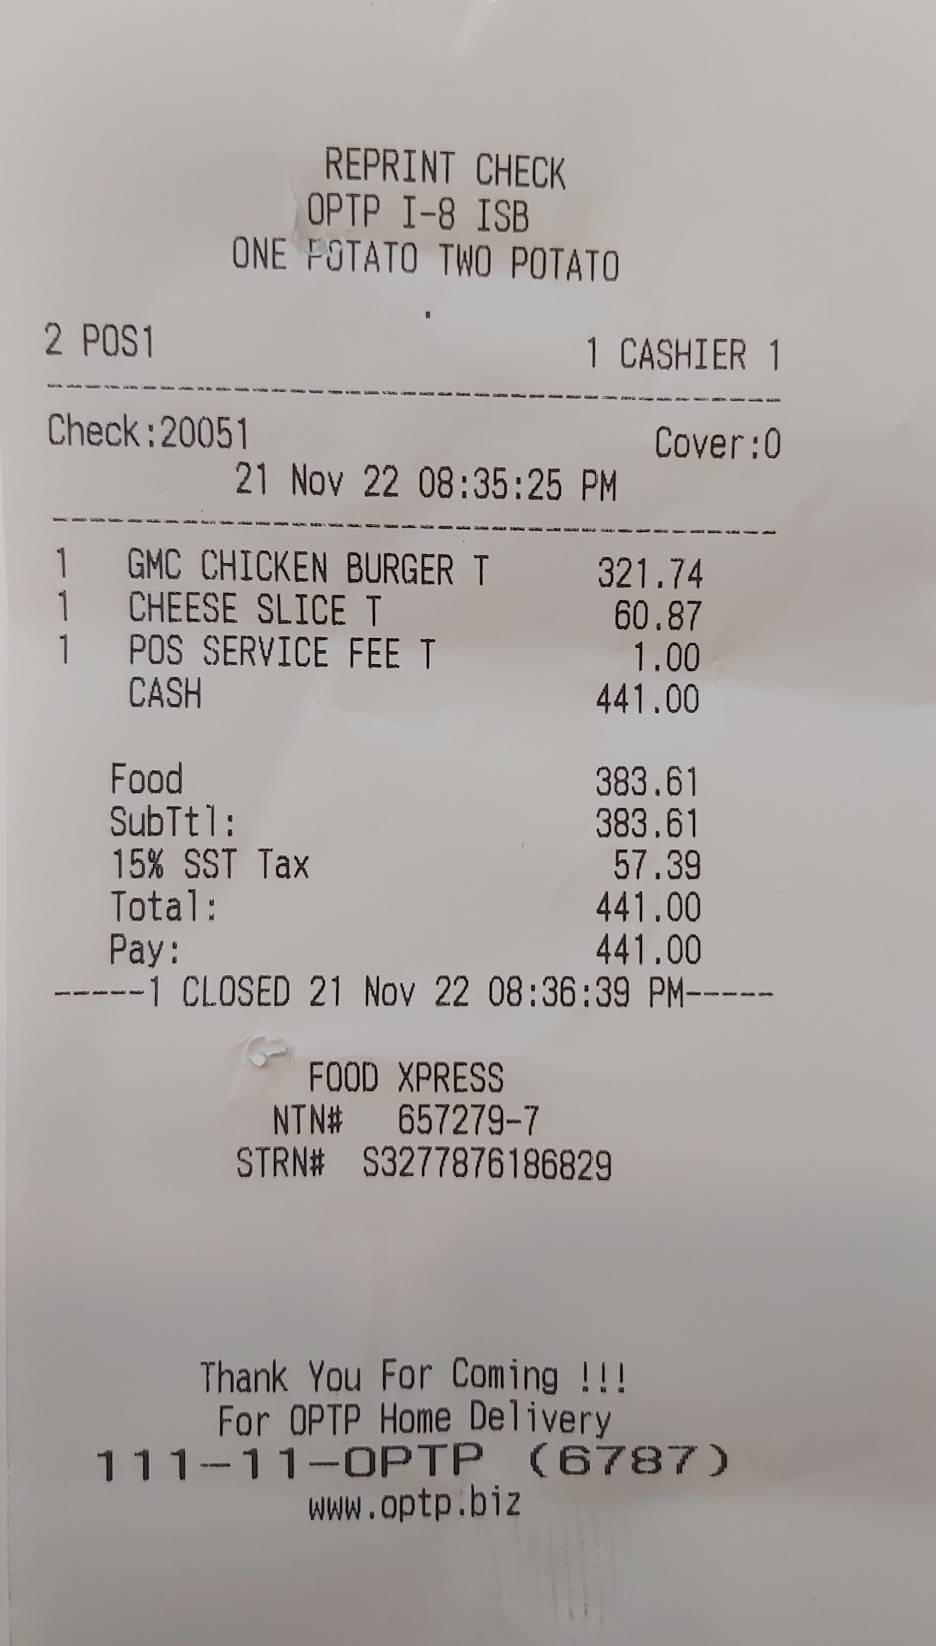 REPRINT CHECK
OPTP I-8 ISB
ONE POTATO TWO POTATO
2 POS1 1 CASHIER 1
Check:20051 Cover:0
21 Nov 22 08:35:25 PM
1 GMC CHICKEN BURGER T 321.74
1 CHEESE SLICE T 60.87
1 POS SERVICE FEE T 1.00
CASH 441.00
Food 383.61
SubTtl: 383.61
15% SST Tax 57.39
Total: 441.00
Pay: 441.00
-----1 CLOSED 21 Nov 22 08:36:39 PM-----
FOOD XPRESS
NTN# 657279-7
STRN# S3277876186829
Thank You For Coming !!!
For OPTP Home Delivery
111-11-OPTP (6787)
www.optp.biz